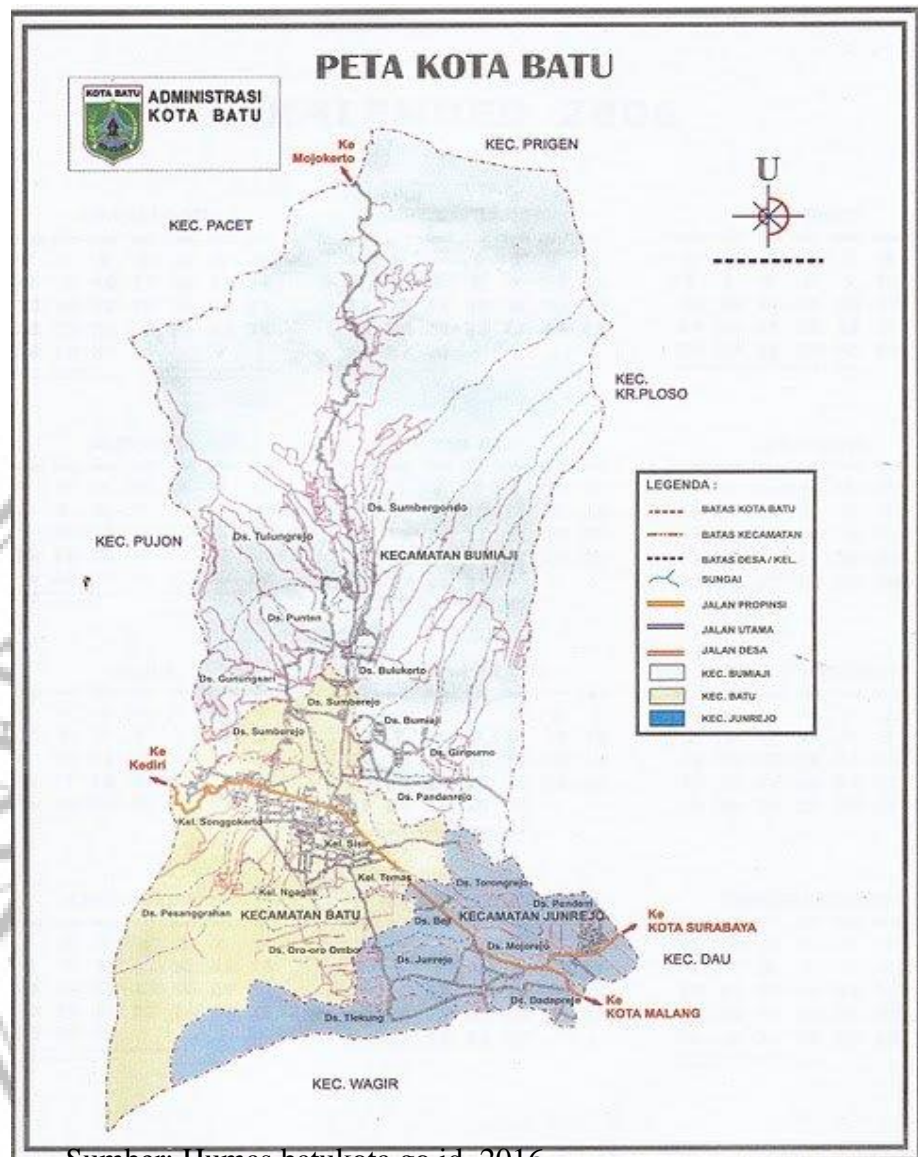 PETA KOTA BATU
KOTA BATU
ADMINISTRASI
KOTA BATU
Ke
Mojokerto
KEC. PRIGEN
U
KEC. PACET
KEC.
KR.PLOSO
LEGENDA :
BATAS KOTA BATU
BATAS KECAMATAN
BATAS DESA / KEL.
SUNGAI
JALAN PROPINSI
JALAN UTAMA
JALAN DESA
KEC. BUMIAJI
KEC. BATU
KEC. JUNREJO
Ds. Sumbergondo
KEC. PUJON
Ds. Tulungrejo
KECAMATAN BUMIAJI
Ds. Punten
Ds. Bulukerto
Ds. Gunungsari
Ds. Sumberejo
Ds. Bumiaji
Ds. Sumberejo
Ds. Giripurno
Ke
Kediri
Ds. Pandanrejo
Kel. Songgokerto
Kel. Sisir
Kel. Temas
Ds. Torongrejo
Kel. Ngaglik
Ds. Pendem
Ds. Pesanggrahan
KECAMATAN BATU
Ds. Beji
KECAMATAN JUNREJO
Ke
KOTA SURABAYA
Ds. Oro-oro Ombo
Ds. Mojorejo
Ds. Junrejo
KEC. DAU
Ds. Dadaprejo
Ke
KOTA MALANG
Ds. Tlekung
KEC. WAGIR
Sumber: Humas.batukota.go.id, 2016